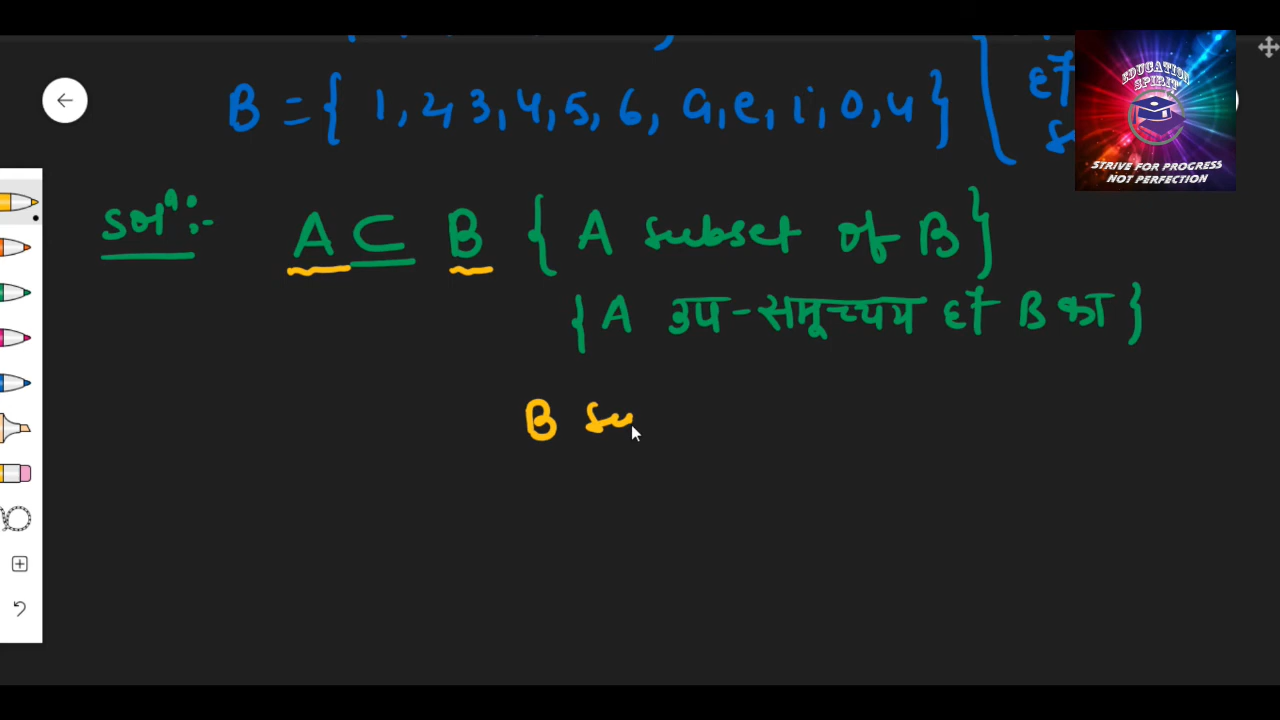 B = { 1, 2, 3, 4, 5, 6, a, e, i, o, u }
EDUCATION SPIRIT
STRIVE FOR PROGRESS
NOT PERFECTION
Solⁿ:-
A ⊂ B { A subset of B }
{ A उप-समूच्चय है B का }
B su